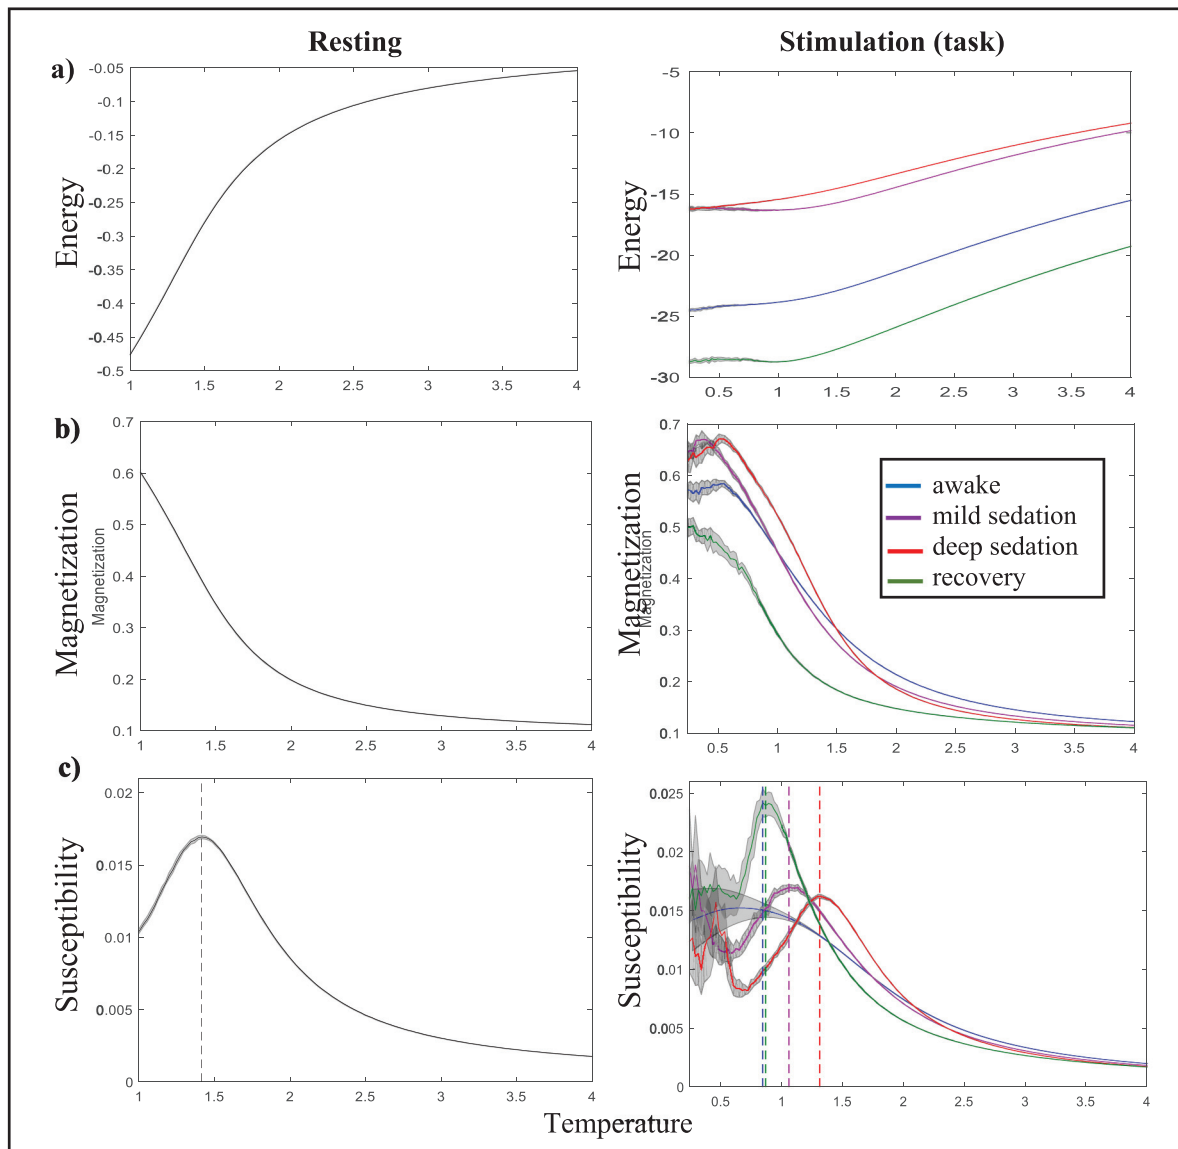 Resting
Stimulation (task)
a)
Energy
-0.05
-0.1
-0.15
-0.2
-0.25
-0.3
-0.35
-0.4
-0.45
-0.5
1 1.5 2 2.5 3 3.5 4
Energy
-5
-10
-15
-20
-25
-30
0.5 1 1.5 2 2.5 3 3.5 4
b)
Magnetization
Magnetization
0.7
0.6
0.5
0.4
0.3
0.2
0.1
1 1.5 2 2.5 3 3.5 4
Magnetization
Magnetization
0.7
0.6
0.5
0.4
0.3
0.2
0.1
0.5 1 1.5 2 2.5 3 3.5 4
awake
mild sedation
deep sedation
recovery
c)
Susceptibility
0.02
0.015
0.01
0.005
0
1 1.5 2 2.5 3 3.5 4
Susceptibility
0.025
0.02
0.015
0.01
0.005
0
0.5 1 1.5 2 2.5 3 3.5 4
Temperature